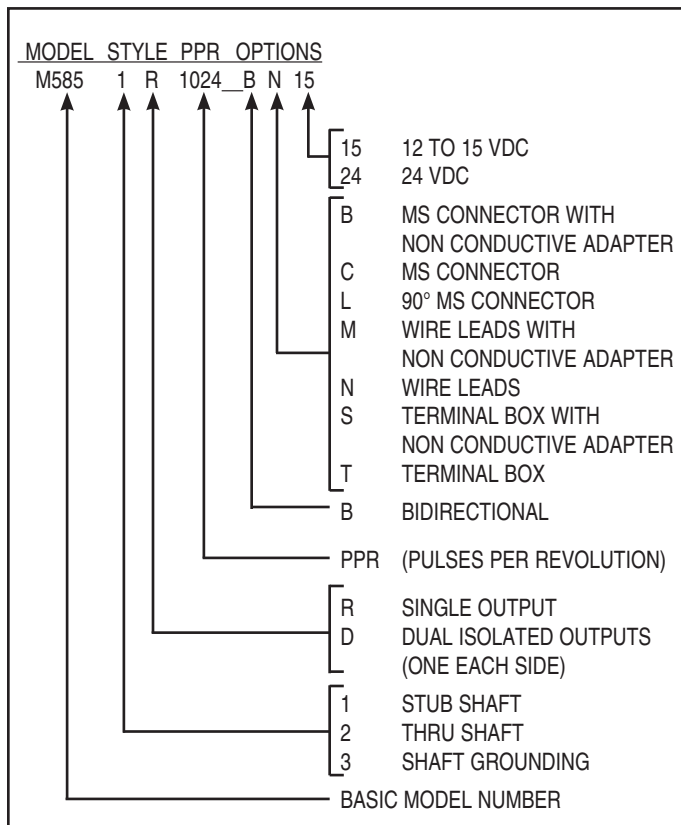 MODEL STYLE PPR OPTIONS
M585 1 R 1024__B N 15
15 12 TO 15 VDC
24 24 VDC
B MS CONNECTOR WITH
NON CONDUCTIVE ADAPTER
C MS CONNECTOR
L 90° MS CONNECTOR
M WIRE LEADS WITH
NON CONDUCTIVE ADAPTER
N WIRE LEADS
S TERMINAL BOX WITH
NON CONDUCTIVE ADAPTER
T TERMINAL BOX
B BIDIRECTIONAL
PPR (PULSES PER REVOLUTION)
R SINGLE OUTPUT
D DUAL ISOLATED OUTPUTS
(ONE EACH SIDE)
1 STUB SHAFT
2 THRU SHAFT
3 SHAFT GROUNDING
BASIC MODEL NUMBER